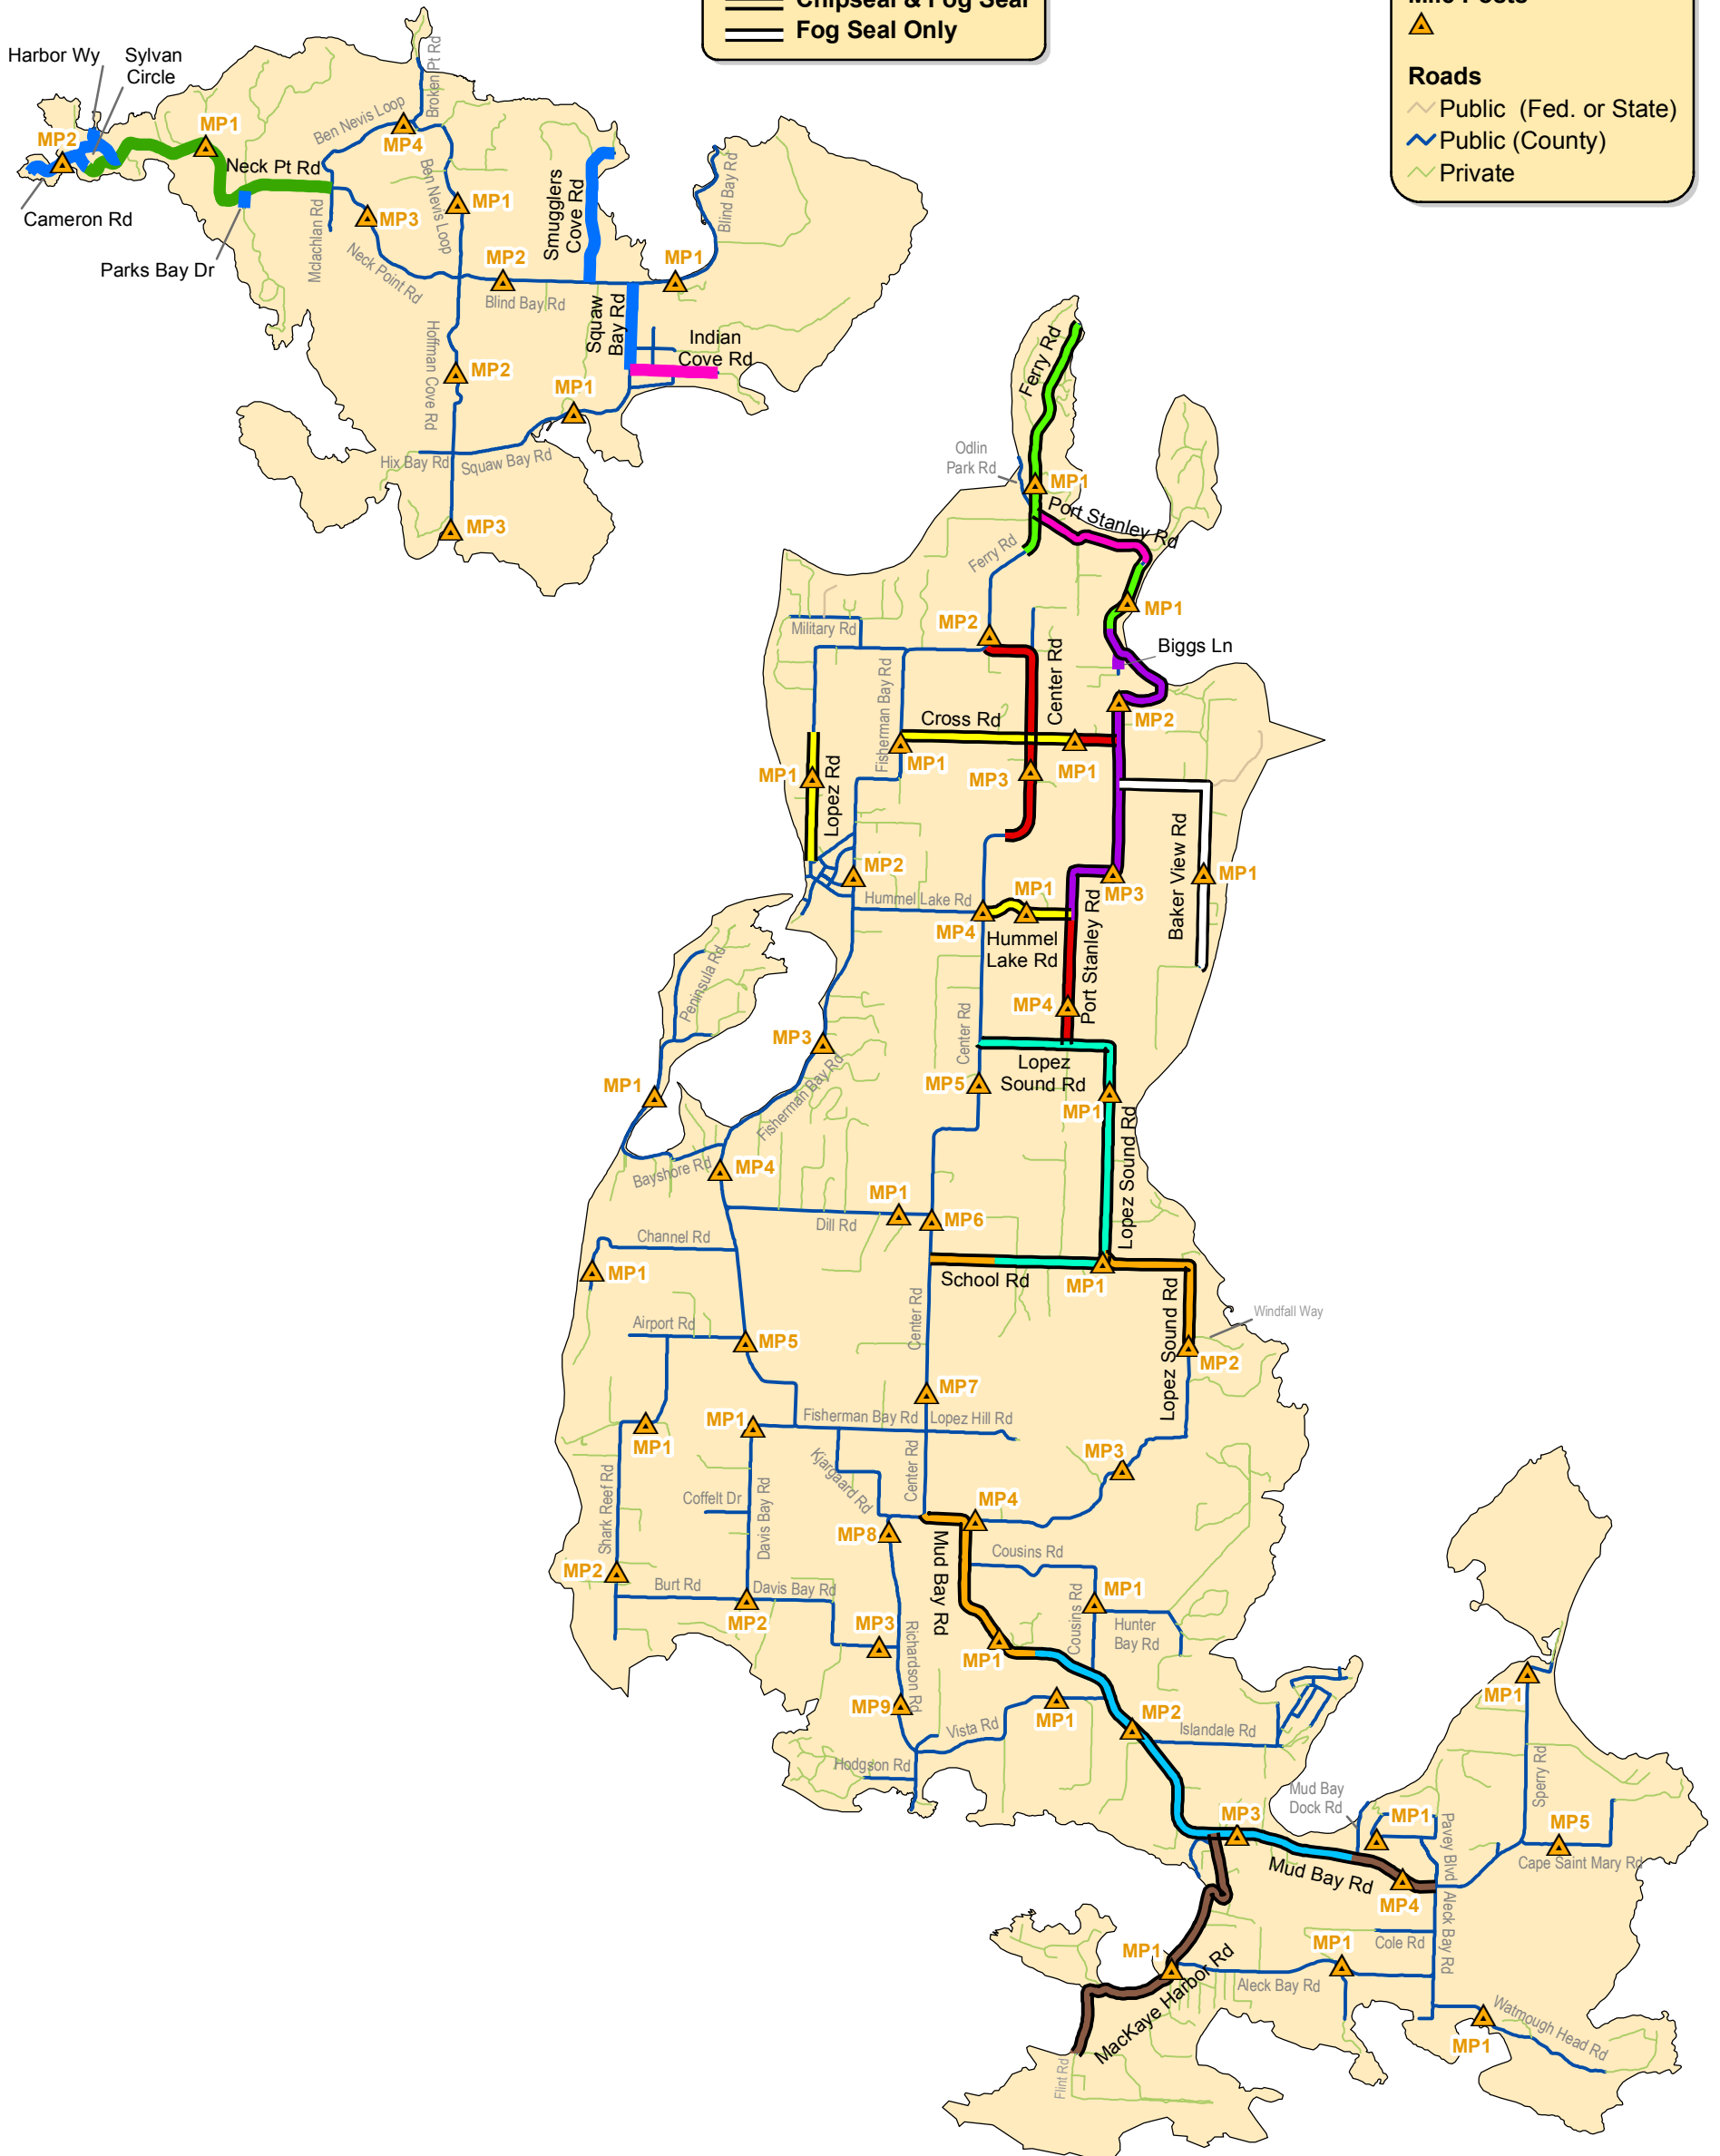 Chipseal & Fog Seal
Fog Seal Only
Mile Posts
Roads
Public (Fed. or State)
Public (County)
Private
Harbor Wy
Sylvan
Circle
MP2
MP1
Neck Pt Rd
Cameron Rd
Parks Bay Dr
Ben Nevis Loop
Broken Pt Rd
MP4
Ben Nevis Loop
MP1
Mclachlan Rd
MP3
Neck Point Rd
MP2
Blind Bay Rd
Smugglers
Cove Rd
MP1
Blind Bay Rd
Squaw
Bay Rd
Indian
Cove Rd
Hoffman Cove Rd
MP2
MP1
Hix Bay Rd
Squaw Bay Rd
MP3
Ferry Rd
Odlin
Park Rd
MP1
Port Stanley Rd
Ferry Rd
MP1
Military Rd
MP2
Center Rd
Biggs Ln
Fisherman Bay Rd
Cross Rd
MP2
MP1
MP1
MP3
MP1
Lopez Rd
Baker View Rd
MP2
MP1
MP3
MP1
Hummel Lake Rd
MP4
Hummel
Lake Rd
Port Stanley Rd
Peninsula Rd
MP4
Center Rd
MP3
Fisherman Bay Rd
Lopez
Sound Rd
MP5
MP1
MP1
Lopez Sound Rd
Bayshore Rd
MP4
MP1
Dill Rd
MP6
Channel Rd
MP1
School Rd
MP1
Center Rd
Lopez Sound Rd
Windfall Way
Airport Rd
MP5
MP2
MP7
MP1
MP1
Fisherman Bay Rd
Lopez Hill Rd
MP3
Kjargaard Rd
Center Rd
Shark Reef Rd
Coffelt Dr
Davis Bay Rd
MP4
MP8
Mud Bay Rd
Cousins Rd
MP2
Burt Rd
Davis Bay Rd
MP2
Cousins Rd
MP1
Hunter
Bay Rd
MP3
Richardson Rd
MP1
MP9
MP1
Vista Rd
MP2
Islandale Rd
Hodgson Rd
MP1
Sperry Rd
Mud Bay
Dock Rd
MP3
MP1
Pavey Blvd
MP5
Cape Saint Mary Rd
Mud Bay Rd
MP4
Aleck Bay Rd
Cole Rd
MP1
MP1
Aleck Bay Rd
MacKaye Harbor Rd
Watmough Head Rd
MP1
Flint Rd